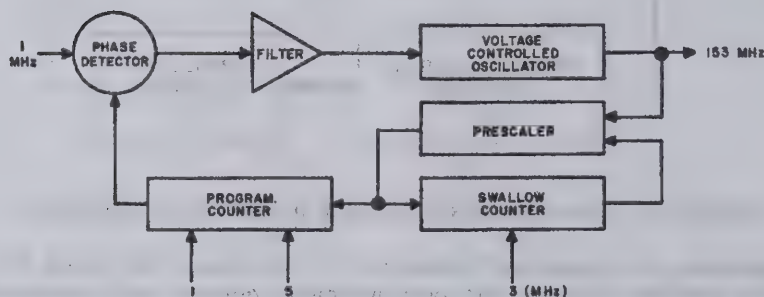 1
MHz
PHASE
DETECTOR
FILTER
VOLTAGE
CONTROLLED
OSCILLATOR
153 MHz
PRESCALER
PROGRAM.
COUNTER
SWALLOW
COUNTER
1
5
3 (MHz)